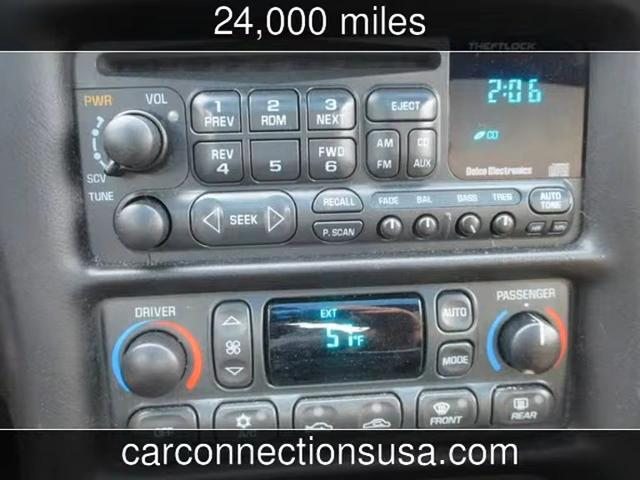 24,000 miles
THEFTLOCK
PWR VOL
1 PREV
2 RDM
3 NEXT
EJECT
2:06
CD
REV 4
5
FWD 6
AM FM
CD AUX
Delco Electronics
SCV
TUNE
SEEK
RECALL
P.SCAN
FADE BAL BASS TREB
AUTO TONE
DRIVER
EXT
51°F
AUTO
MODE
PASSENGER
OFF
A/C
FRONT
REAR
carconnectionsusa.com